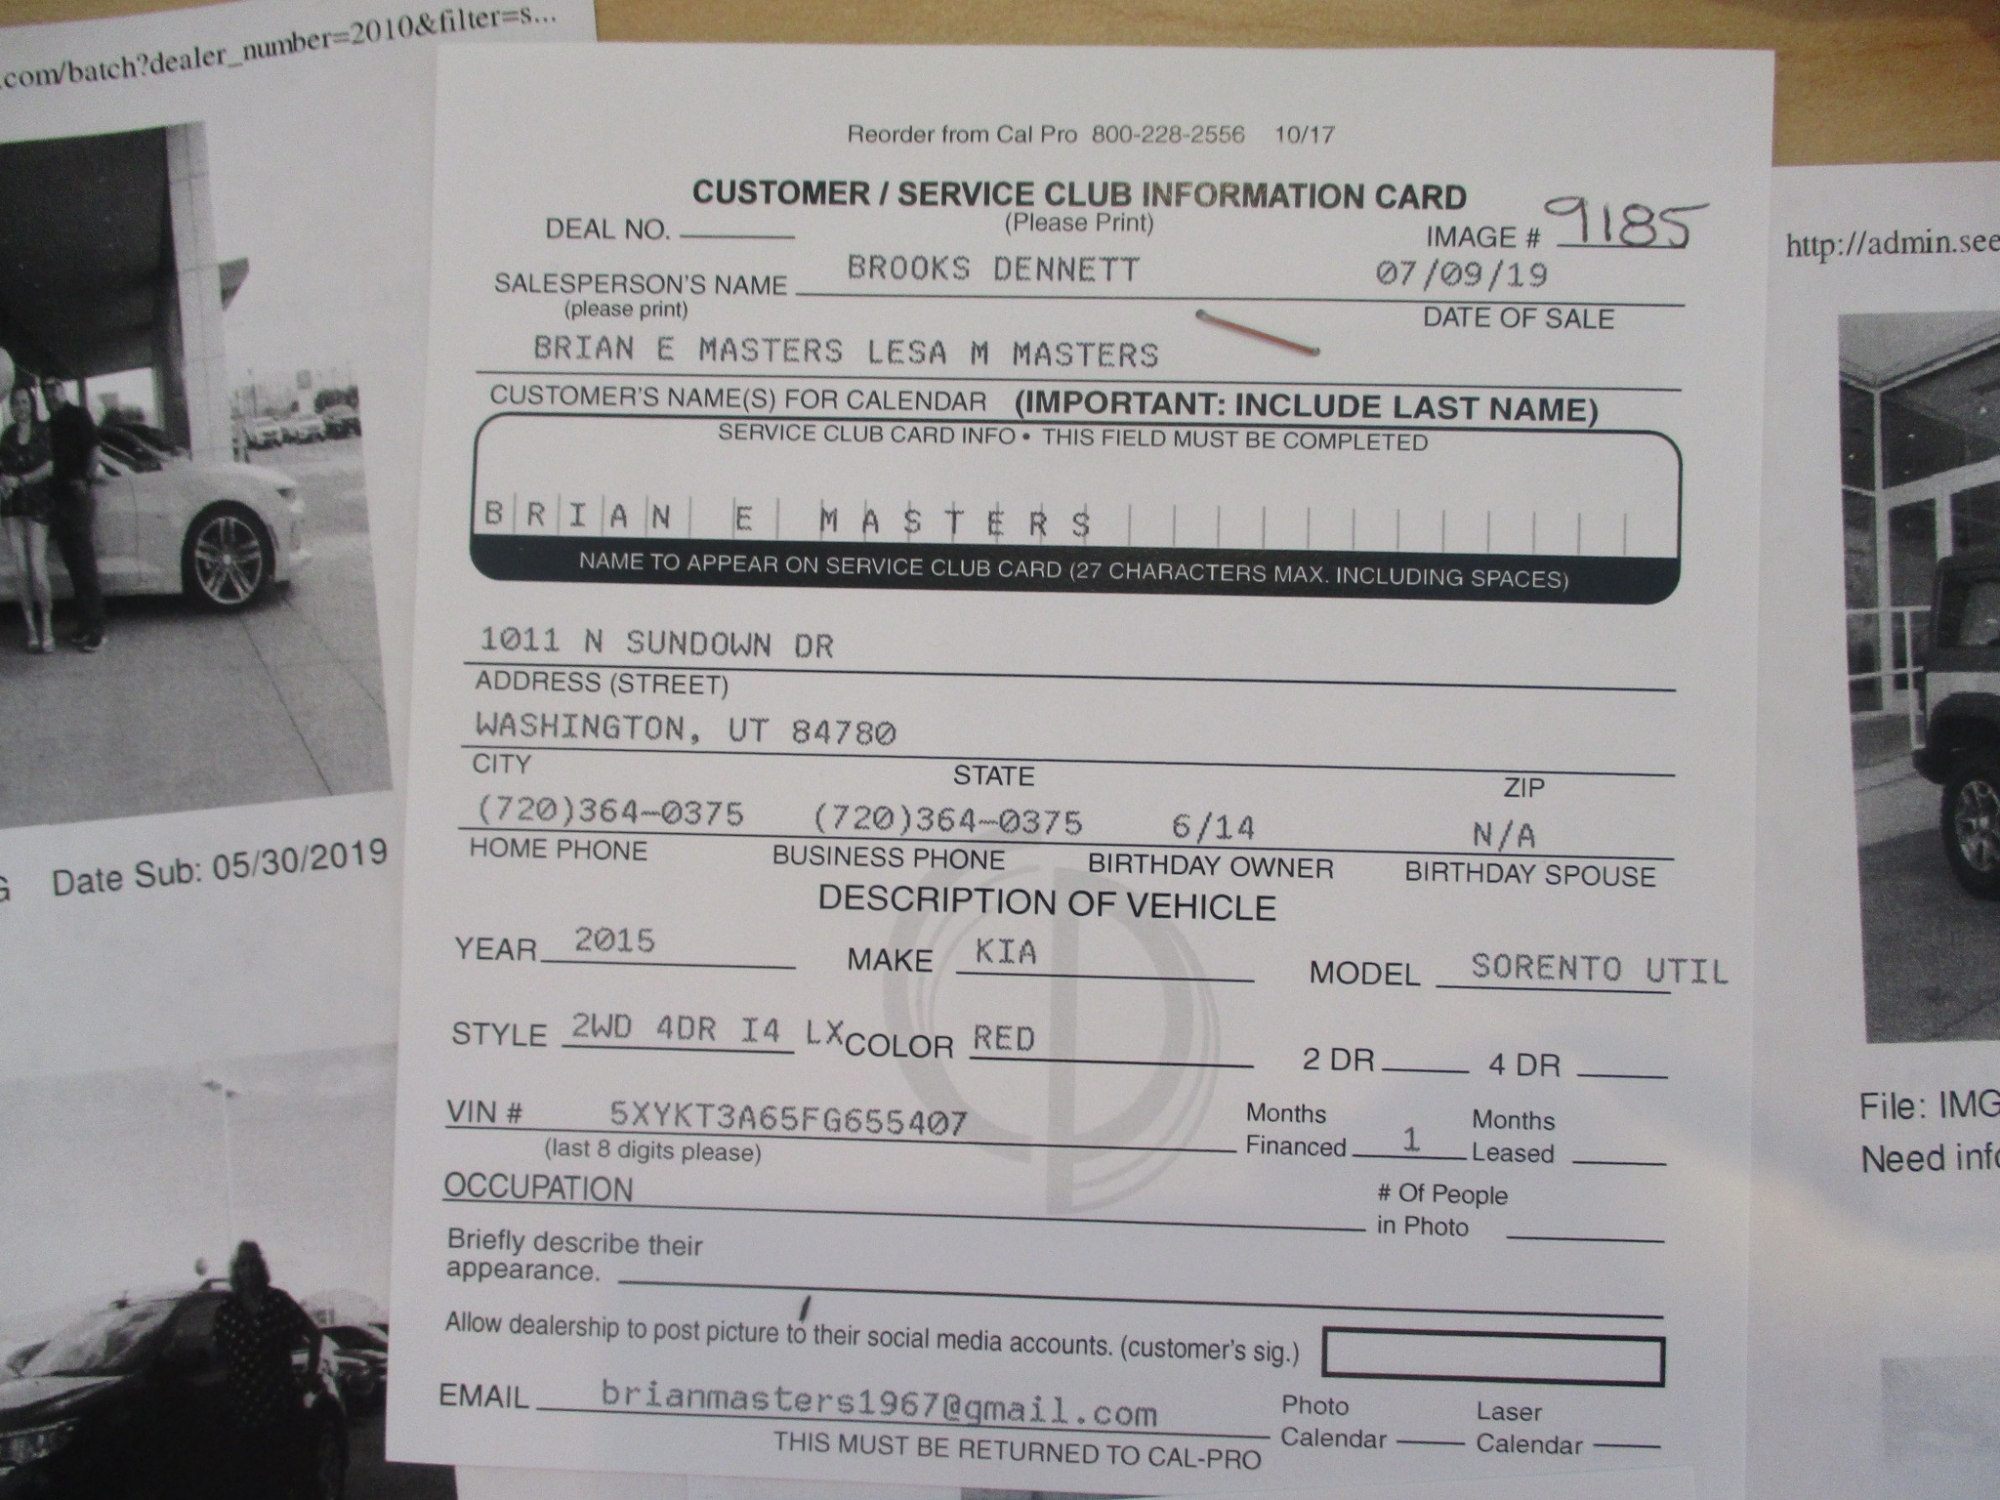 .com/batch?dealer_number=2010&filter=s...
Reorder from Cal Pro 800-228-2556 10/17
CUSTOMER / SERVICE CLUB INFORMATION CARD
DEAL NO. (Please Print) IMAGE # 9185
SALESPERSON'S NAME BROOKS DENNETT 07/09/19
(please print) DATE OF SALE
BRIAN E MASTERS LESA M MASTERS
CUSTOMER'S NAME(S) FOR CALENDAR (IMPORTANT: INCLUDE LAST NAME)
SERVICE CLUB CARD INFO • THIS FIELD MUST BE COMPLETED
BRIAN E MASTERS
NAME TO APPEAR ON SERVICE CLUB CARD (27 CHARACTERS MAX. INCLUDING SPACES)
1011 N SUNDOWN DR
ADDRESS (STREET)
WASHINGTON, UT 84780
CITY STATE ZIP
(720)364-0375 (720)364-0375 6/14 N/A
HOME PHONE BUSINESS PHONE BIRTHDAY OWNER BIRTHDAY SPOUSE
DESCRIPTION OF VEHICLE
YEAR 2015 MAKE KIA MODEL SORENTO UTIL
STYLE 2WD 4DR I4 LX COLOR RED 2 DR 4 DR
VIN # 5XYKT3A65FG655407 Months Financed 1 Months Leased
(last 8 digits please)
OCCUPATION # Of People in Photo
Briefly describe their
appearance.
Allow dealership to post picture to their social media accounts. (customer's sig.)
EMAIL brianmasters1967@gmail.com Photo Calendar Laser Calendar
THIS MUST BE RETURNED TO CAL-PRO
Date Sub: 05/30/2019
http://admin.see
File: IMG
Need info